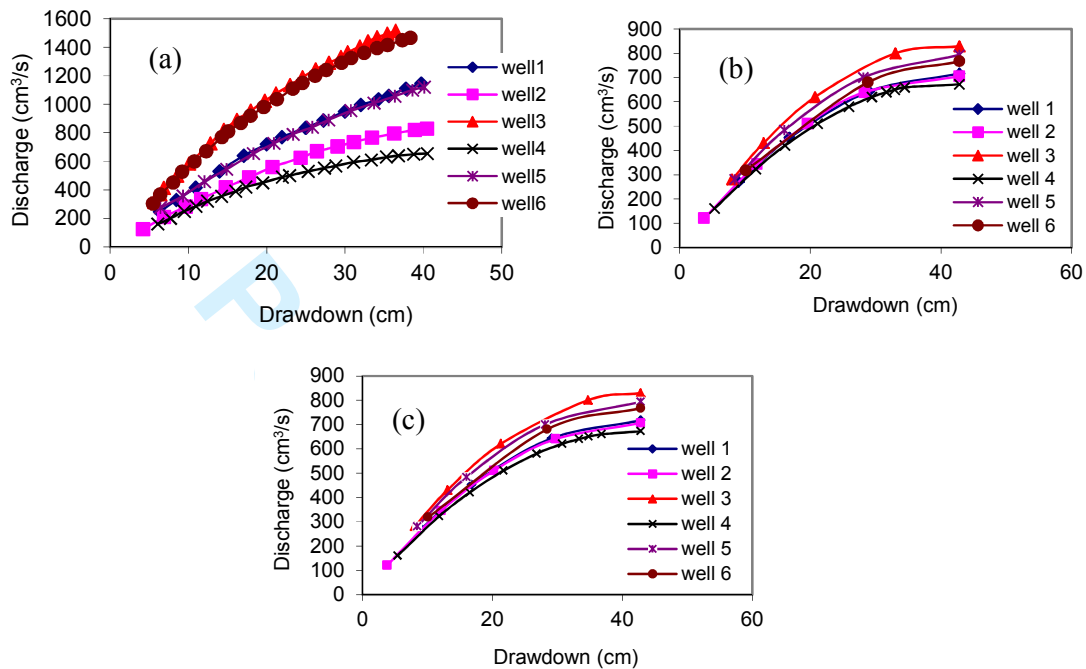 (a)
Discharge (cm³/s)
1600
1400
1200
1000
800
600
400
200
0
0 10 20 30 40 50
Drawdown (cm)
well1
well2
well3
well4
well5
well6
P
(b)
Discharge (cm³/s)
900
800
700
600
500
400
300
200
100
0
0 20 40 60
Drawdown (cm)
well 1
well 2
well 3
well 4
well 5
well 6
(c)
Discharge (cm³/s)
900
800
700
600
500
400
300
200
100
0
0 20 40 60
Drawdown (cm)
well 1
well 2
well 3
well 4
well 5
well 6